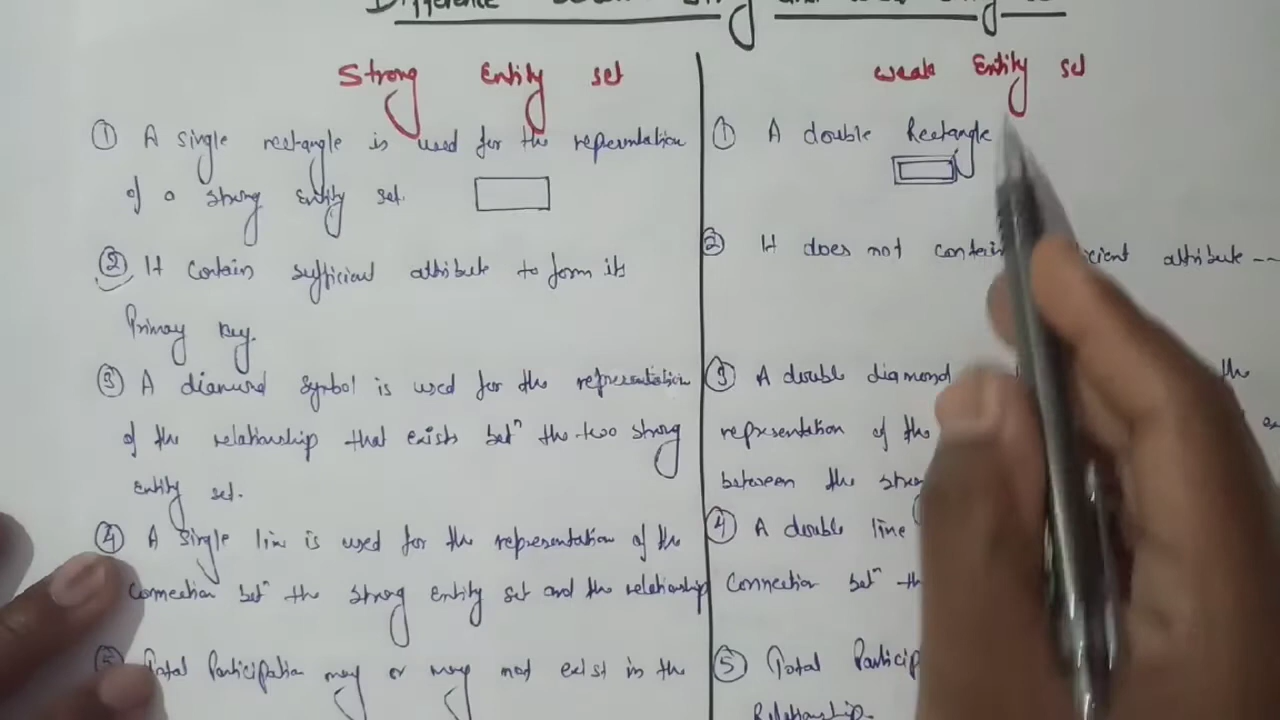 Difference
Strong Entity set
① A single rectangle is used for the
of a strong Entity set.
② It contain sufficient attribute to form its
Primary key.
③ A diamond symbol is used for the representation
of the relationship that exists betn the two strong
entity set.
④ A single line is used for the representation of the
Connection betn the strong Entity set and the relationship
Total Participation may or may not exist in the
weak Entity set
① A double Rectangle
② It does not contain attribute --
③ A double diamond the
representation of the
between the
④ A double line
Connection betn
⑤ Total
Relationship.